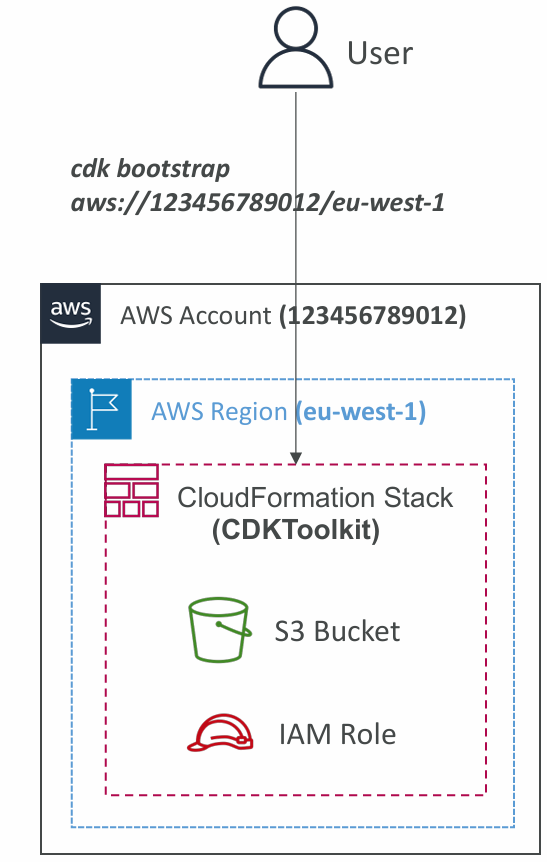 User
cdk bootstrap
aws://123456789012/eu-west-1
aws
AWS Account (123456789012)
AWS Region (eu-west-1)
CloudFormation Stack
(CDKToolkit)
S3 Bucket
IAM Role